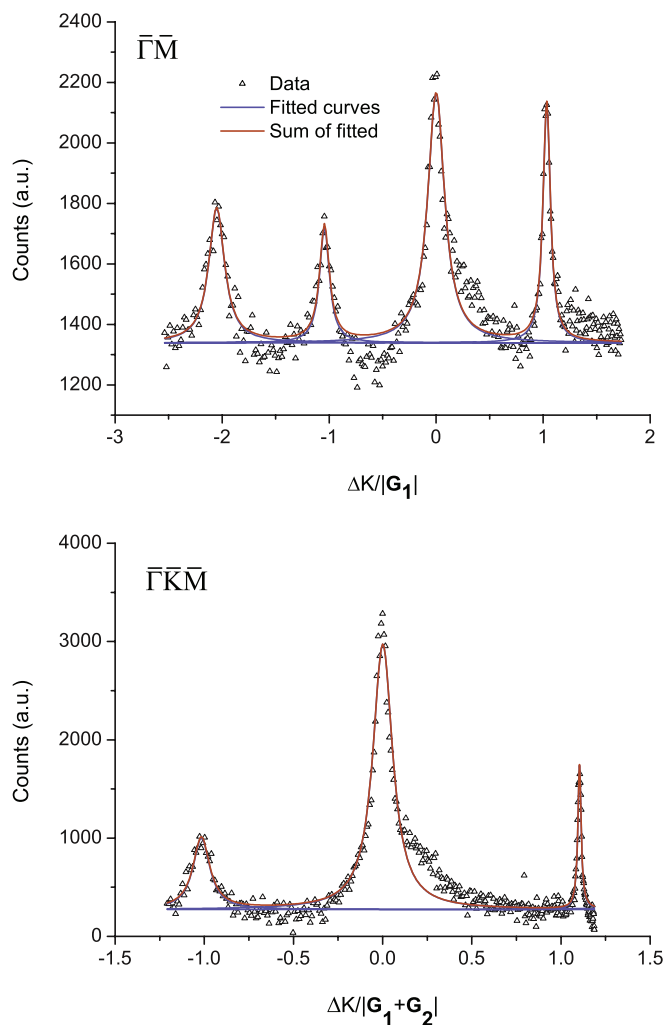 2400
Γ̄M̄
2200
Data
Fitted curves
Sum of fitted
2000
Counts (a.u.)
1800
1600
1400
1200
-3 -2 -1 0 1 2
ΔK/|G₁|
4000
Γ̄K̄M̄
3000
Counts (a.u.)
2000
1000
0
-1.5 -1.0 -0.5 0.0 0.5 1.0 1.5
ΔK/|G₁+G₂|